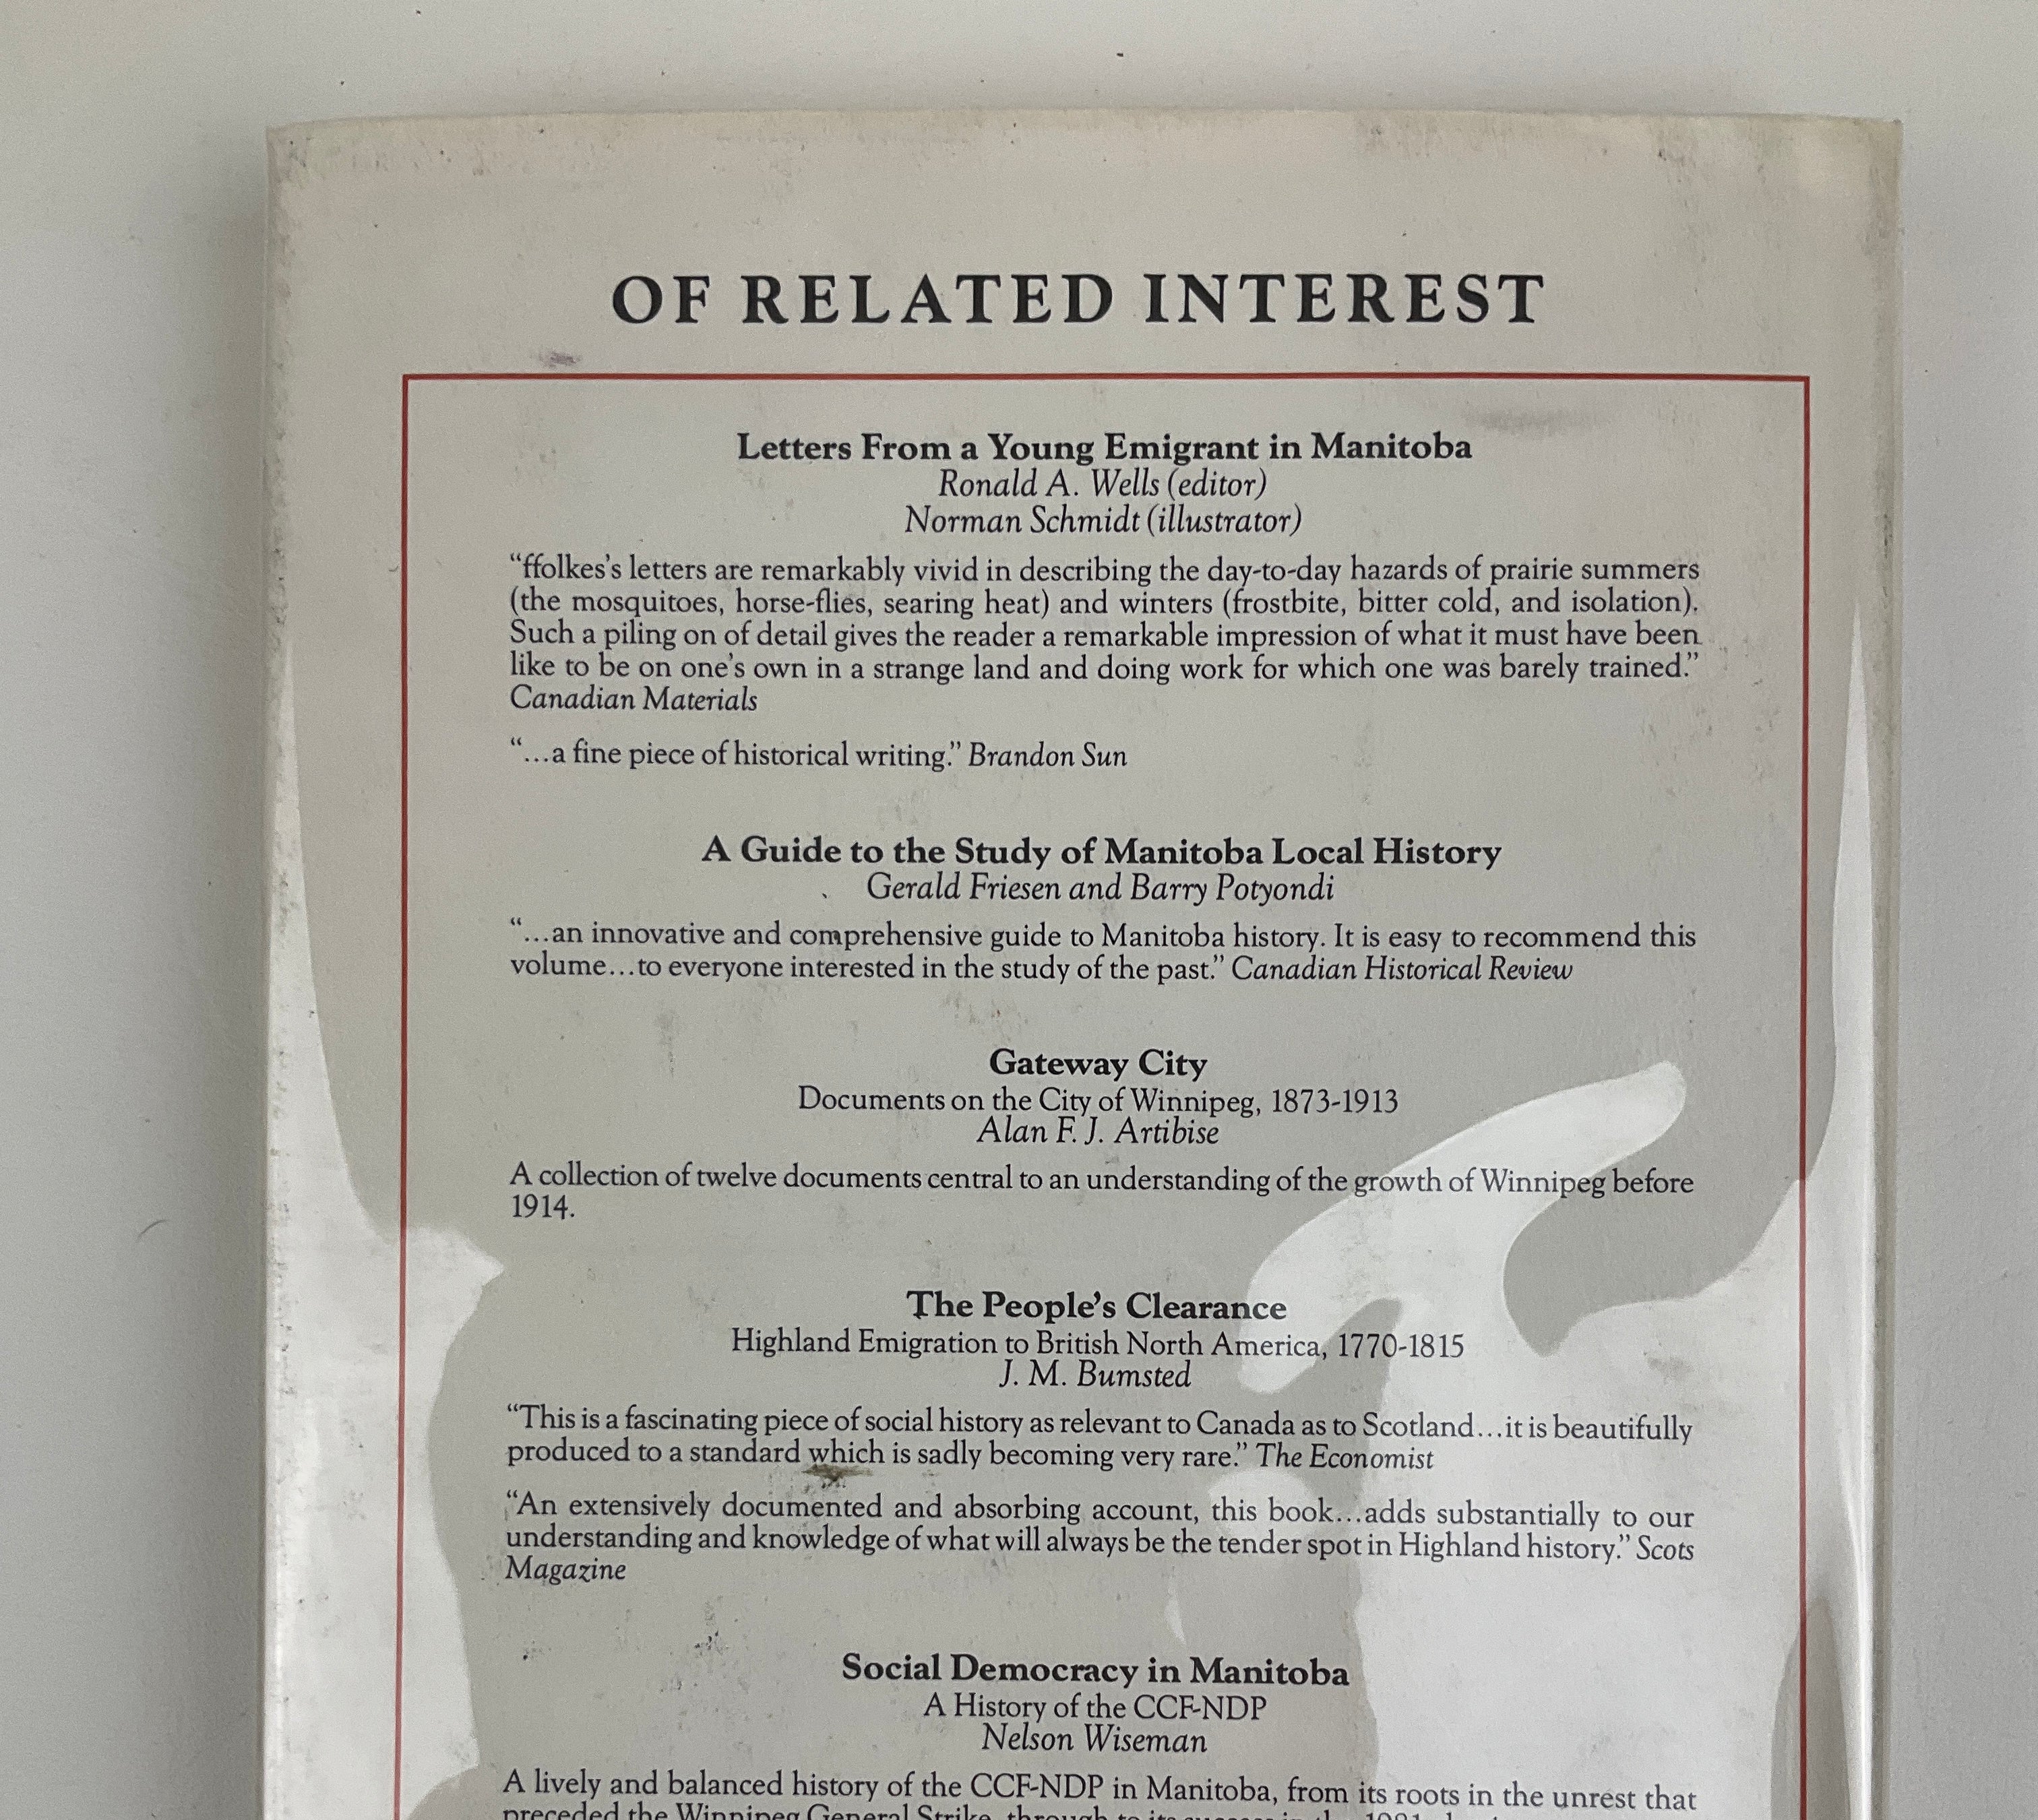 OF RELATED INTEREST
Letters From a Young Emigrant in Manitoba
Ronald A. Wells (editor)
Norman Schmidt (illustrator)
“ffolkes’s letters are remarkably vivid in describing the day-to-day hazards of prairie summers
(the mosquitoes, horse-flies, searing heat) and winters (frostbite, bitter cold, and isolation).
Such a piling on of detail gives the reader a remarkable impression of what it must have been
like to be on one’s own in a strange land and doing work for which one was barely trained.”
Canadian Materials
“...a fine piece of historical writing.” Brandon Sun
A Guide to the Study of Manitoba Local History
Gerald Friesen and Barry Potyondi
“...an innovative and comprehensive guide to Manitoba history. It is easy to recommend this
volume...to everyone interested in the study of the past.” Canadian Historical Review
Gateway City
Documents on the City of Winnipeg, 1873-1913
Alan F. J. Artibise
A collection of twelve documents central to an understanding of the growth of Winnipeg before
1914.
The People’s Clearance
Highland Emigration to British North America, 1770-1815
J. M. Bumsted
“This is a fascinating piece of social history as relevant to Canada as to Scotland...it is beautifully
produced to a standard which is sadly becoming very rare.” The Economist
“An extensively documented and absorbing account, this book...adds substantially to our
understanding and knowledge of what will always be the tender spot in Highland history.” Scots
Magazine
Social Democracy in Manitoba
A History of the CCF-NDP
Nelson Wiseman
A lively and balanced history of the CCF-NDP in Manitoba, from its roots in the unrest that
preceded the Winnipeg General Strike, through to its